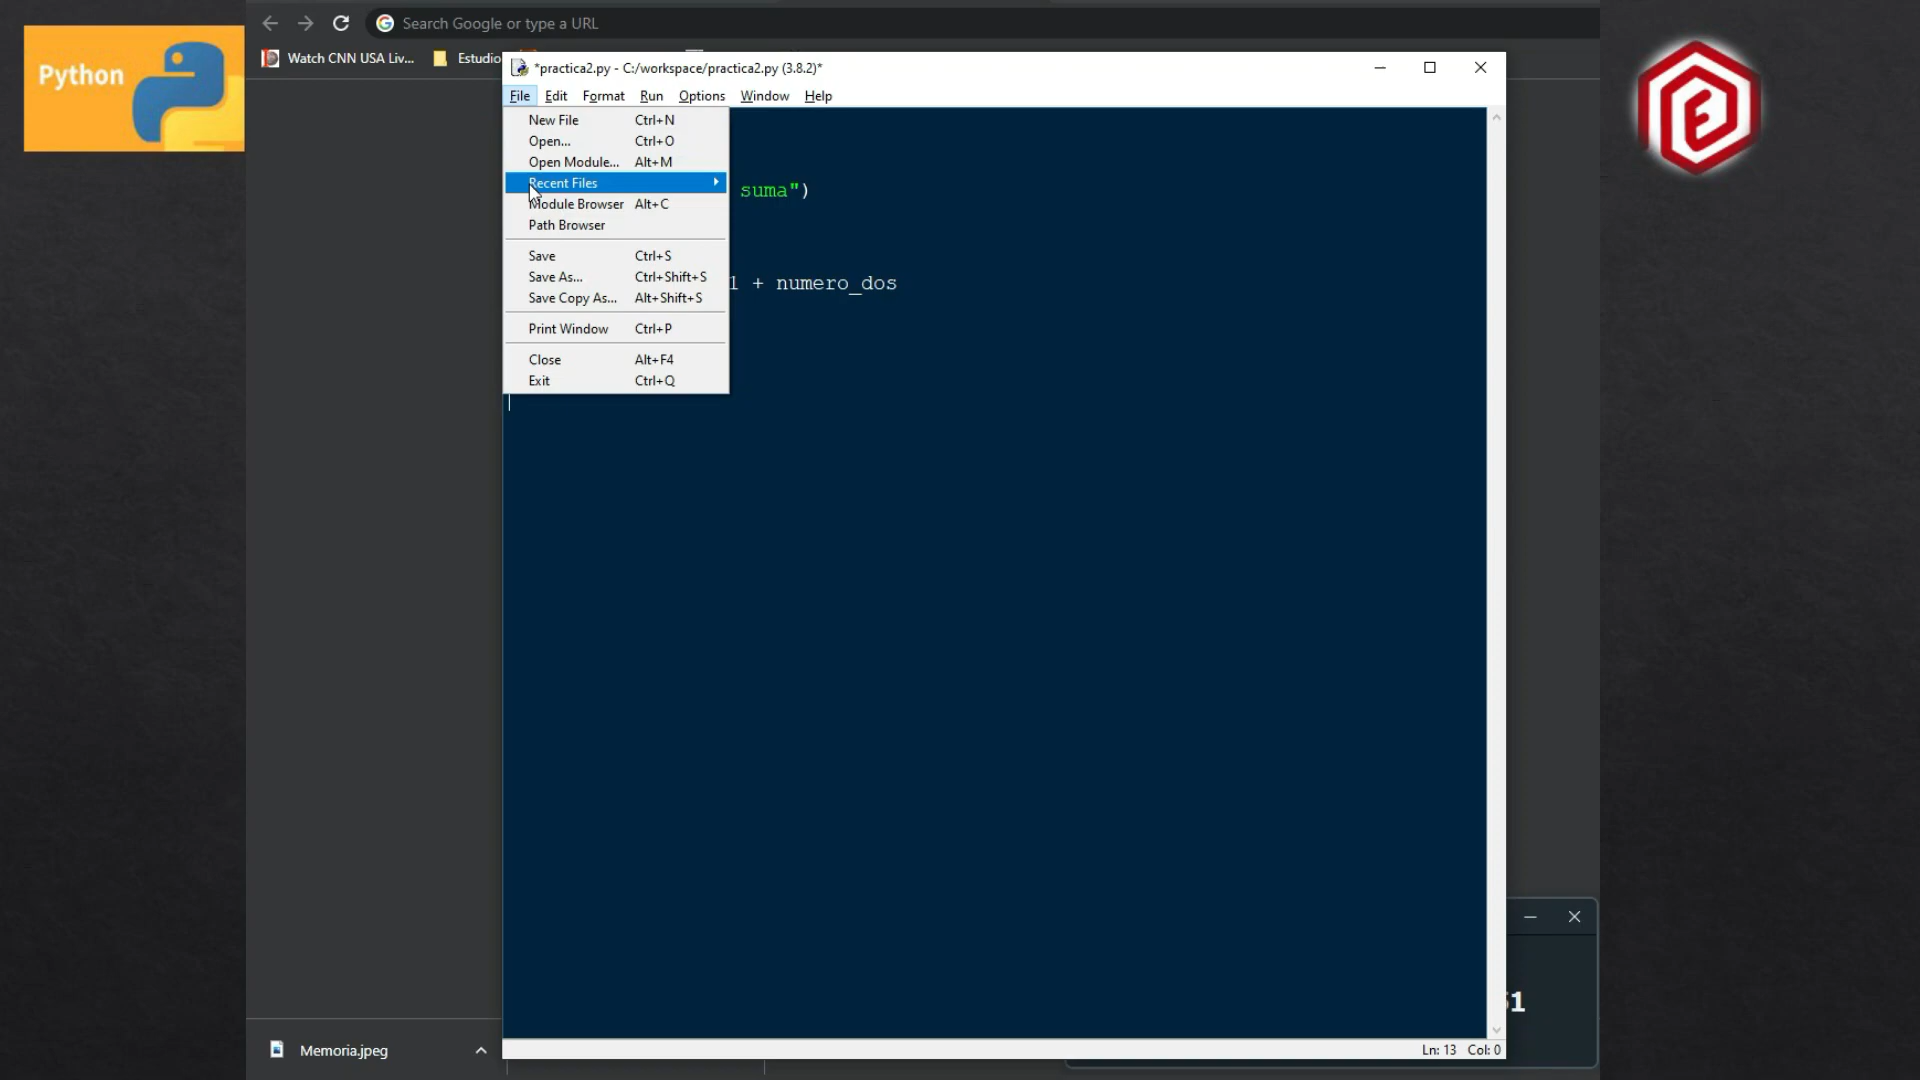 Python
Search Google or type a URL
Watch CNN USA Liv...
Estudio
*practica2.py - C:/workspace/practica2.py (3.8.2)*
File Edit Format Run Options Window Help
New File Ctrl+N
Open... Ctrl+O
Open Module... Alt+M
Recent Files
suma")
Module Browser Alt+C
Path Browser
Save Ctrl+S
Save As... Ctrl+Shift+S
1 + numero_dos
Save Copy As... Alt+Shift+S
Print Window Ctrl+P
Close Alt+F4
Exit Ctrl+Q
Memoria.jpeg
Ln: 13 Col: 0